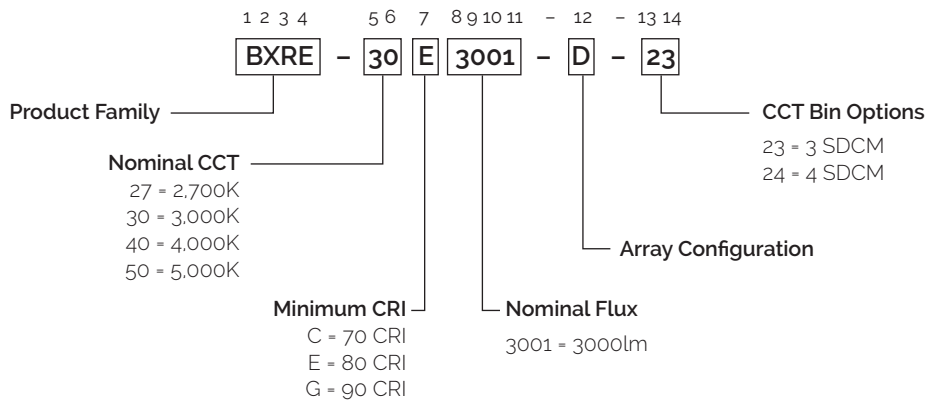 1 2 3 4 5 6 7 8 9 10 11 - 12 - 13 14
BXRE - 30 E 3001 - D - 23
Product Family
CCT Bin Options
23 = 3 SDCM
24 = 4 SDCM
Nominal CCT
27 = 2,700K
30 = 3,000K
40 = 4,000K
50 = 5,000K
Array Configuration
Minimum CRI
C = 70 CRI
E = 80 CRI
G = 90 CRI
Nominal Flux
3001 = 3000lm